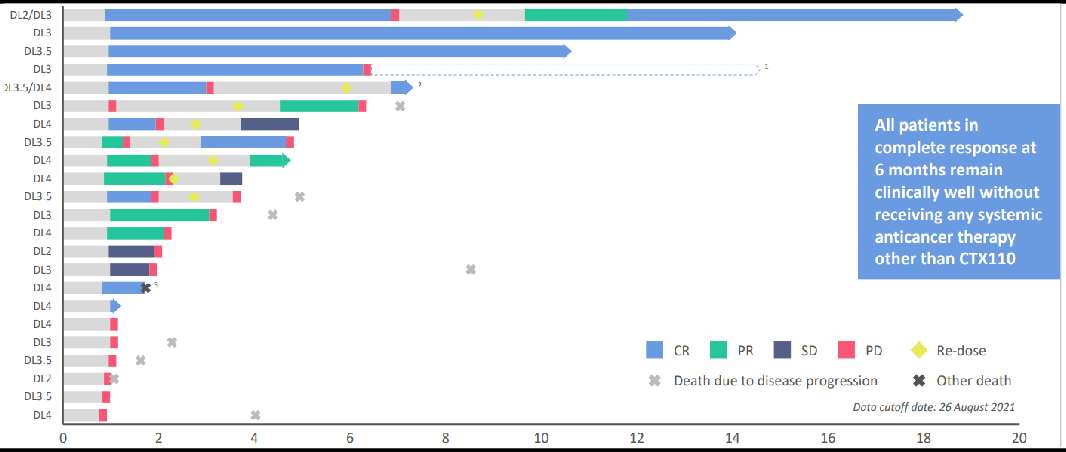 DL2/DL3
DL3
DL3.5
DL3
1
DL3.5/DL4
2
DL3
DL4
DL3.5
DL4
DL4
DL3.5
DL3
DL4
DL2
DL3
DL4
3
DL4
DL4
DL3
DL3.5
DL2
DL3.5
DL4
All patients in
complete response at
6 months remain
clinically well without
receiving any systemic
anticancer therapy
other than CTX110
CR PR SD PD Re-dose
Death due to disease progression Other death
Data cutoff date: 26 August 2021
0 2 4 6 8 10 12 14 16 18 20